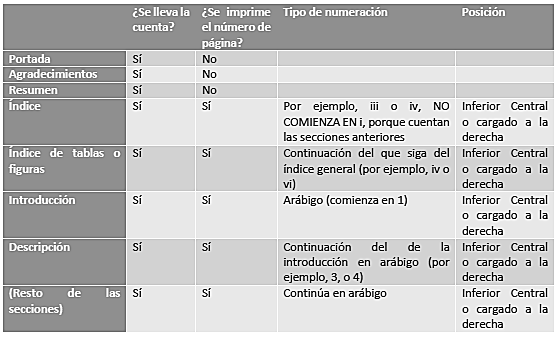 ¿Se lleva la cuenta? ¿Se imprime el número de página? Tipo de numeración Posición
Portada Sí No
Agradecimientos Sí No
Resumen Sí No
Índice Sí Sí Por ejemplo, iii o iv, NO COMIENZA EN i, porque cuentan las secciones anteriores Inferior Central o cargado a la derecha
Índice de tablas o figuras Sí Sí Continuación del que siga del índice general (por ejemplo, iv o vi) Inferior Central o cargado a la derecha
Introducción Sí Sí Arábigo (comienza en 1) Inferior Central o cargado a la derecha
Descripción Sí Sí Continuación del de la introducción en arábigo (por ejemplo, 3, o 4) Inferior Central o cargado a la derecha
(Resto de las secciones) Sí Sí Continúa en arábigo Inferior Central o cargado a la derecha